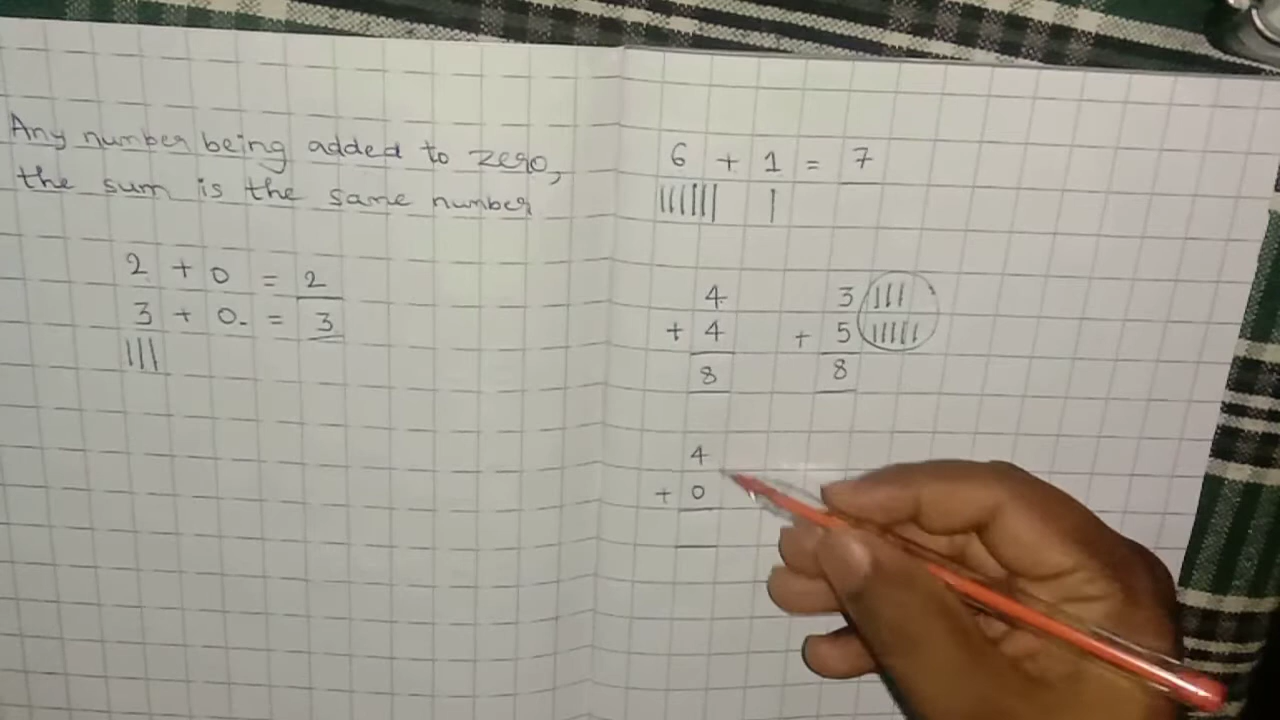 Any number being added to zero,
the sum is the same number
2 + 0 = 2
3 + 0 = 3
6 + 1 = 7
4
+ 4
8
3
+ 5
8
4
+ 0